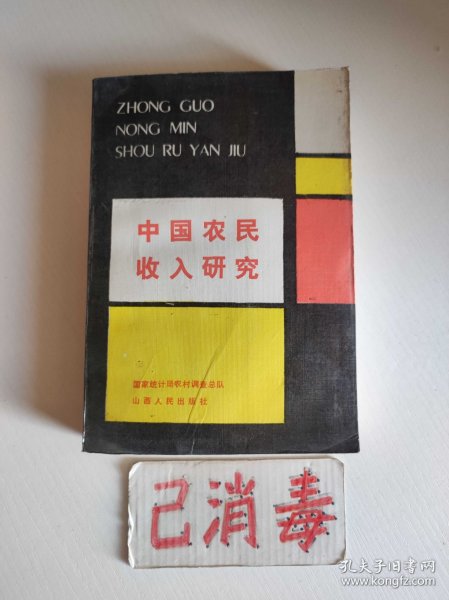 ZHONG GUO
NONG MIN
SHOU RU YAN JIU
中国农民
收入研究
国家统计局农村调查总队
山西人民出版社
己消毒
孔夫子旧书网
www.kongfz.com